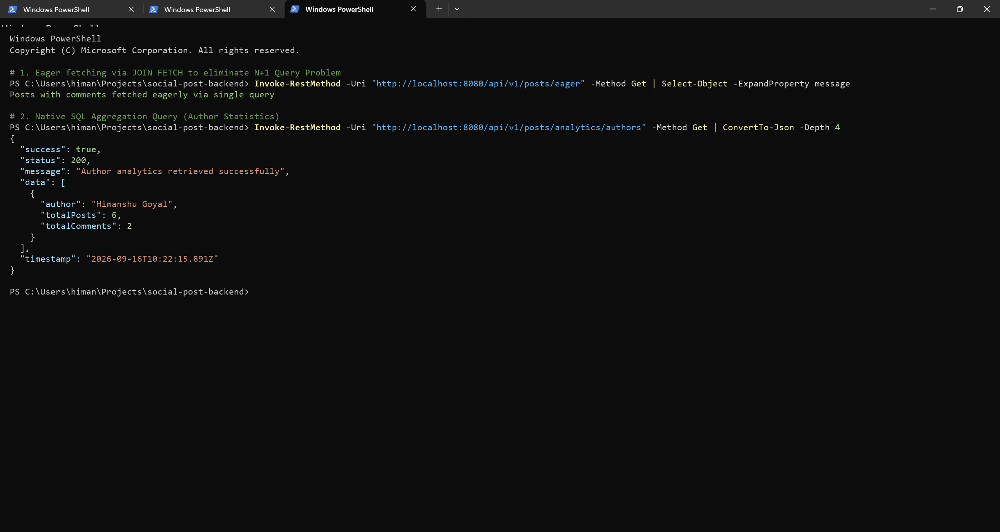 Windows PowerShell
Windows PowerShell
Windows PowerShell
Windows PowerShell
Windows PowerShell
Copyright (C) Microsoft Corporation. All rights reserved.
# 1. Eager fetching via JOIN FETCH to eliminate N+1 Query Problem
PS C:\Users\himan\Projects\social-post-backend> Invoke-RestMethod -Uri "http://localhost:8080/api/v1/posts/eager" -Method Get | Select-Object -ExpandProperty message
Posts with comments fetched eagerly via single query
# 2. Native SQL Aggregation Query (Author Statistics)
PS C:\Users\himan\Projects\social-post-backend> Invoke-RestMethod -Uri "http://localhost:8080/api/v1/posts/analytics/authors" -Method Get | ConvertTo-Json -Depth 4
{
  "success": true,
  "status": 200,
  "message": "Author analytics retrieved successfully",
  "data": [
    {
      "author": "Himanshu Goyal",
      "totalPosts": 6,
      "totalComments": 2
    }
  ],
  "timestamp": "2026-09-16T10:22:15.891Z"
}
PS C:\Users\himan\Projects\social-post-backend>